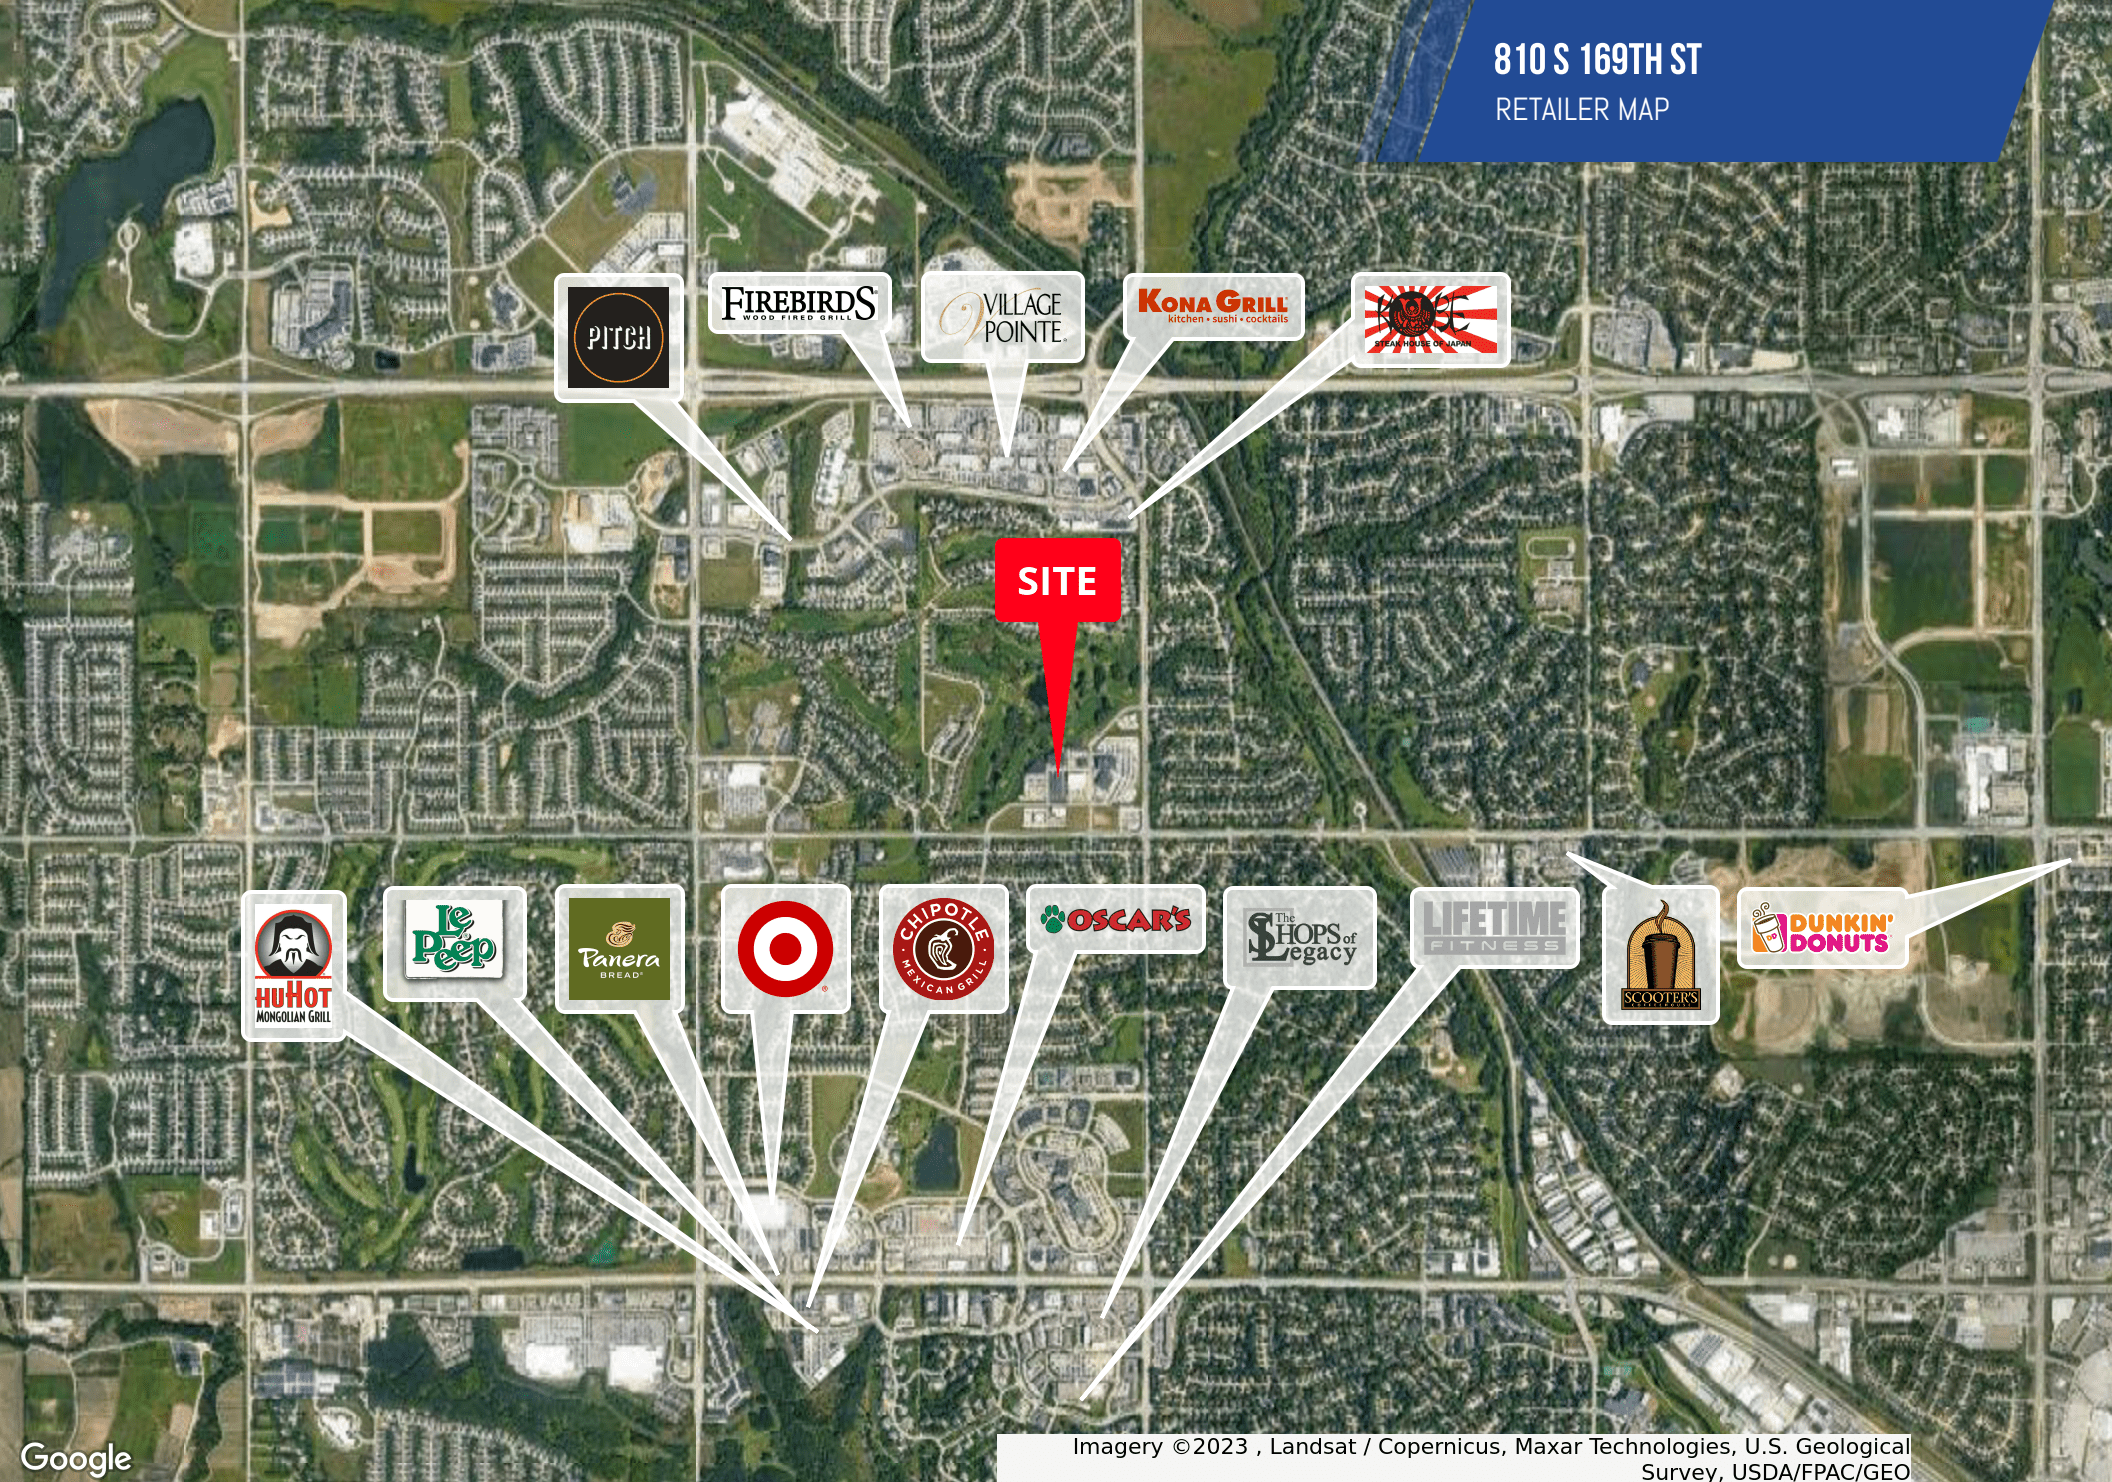 810 S 169TH ST
RETAILER MAP
PITCH
FIREBIRDS
WOOD FIRED GRILL
VILLAGE
POINTE
KONA GRILL
kitchen • sushi • cocktails
STEAK HOUSE OF JAPAN
SITE
HUHOT
MONGOLIAN GRILL
Le
Peep
Panera
BREAD®
®
CHIPOTLE
MEXICAN GRILL
OSCAR'S
The
SHOPS of
Legacy
LIFETIME
FITNESS
SCOOTER'S
DUNKIN'
DONUTS
DD
Google
Imagery ©2023 , Landsat / Copernicus, Maxar Technologies, U.S. Geological
Survey, USDA/FPAC/GEO